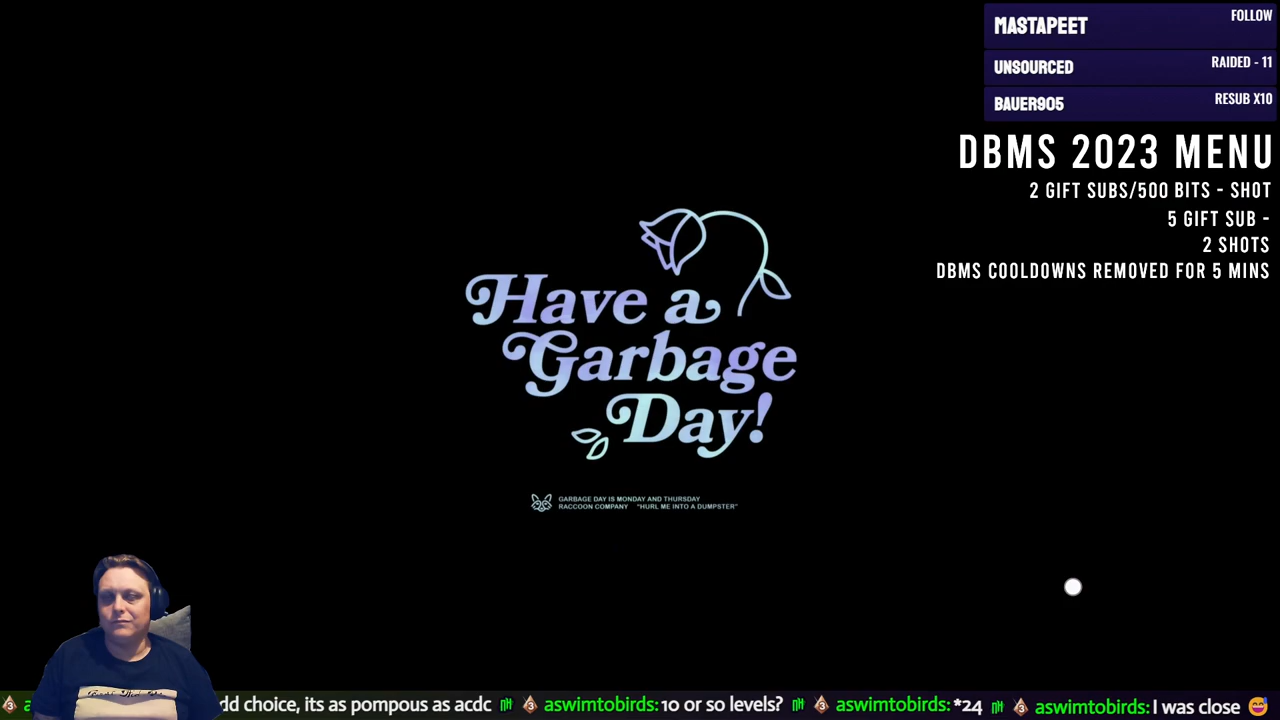 MASTAPEET
FOLLOW
UNSOURCED
RAIDED - 11
BAUER905
RESUB X10
DBMS 2023 MENU
2 GIFT SUBS/500 BITS - SHOT
5 GIFT SUB -
2 SHOTS
DBMS COOLDOWNS REMOVED FOR 5 MINS
Have a
Garbage
Day!
GARBAGE DAY IS MONDAY AND THURSDAY
RACCOON COMPANY "HURL ME INTO A DUMPSTER"
dd choice, its as pompous as acdc aswimtobirds: 10 or so levels? aswimtobirds: *24 aswimtobirds: I was close